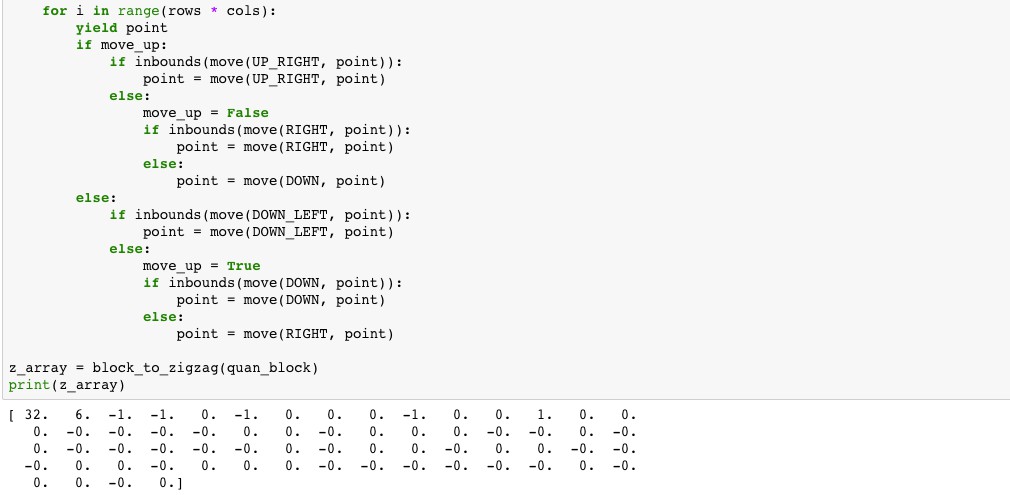 for i in range(rows * cols):
        yield point
        if move_up:
            if inbounds(move(UP_RIGHT, point)):
                point = move(UP_RIGHT, point)
            else:
                move_up = False
                if inbounds(move(RIGHT, point)):
                    point = move(RIGHT, point)
                else:
                    point = move(DOWN, point)
        else:
            if inbounds(move(DOWN_LEFT, point)):
                point = move(DOWN_LEFT, point)
            else:
                move_up = True
                if inbounds(move(DOWN, point)):
                    point = move(DOWN, point)
                else:
                    point = move(RIGHT, point)
z_array = block_to_zigzag(quan_block)
print(z_array)
[ 32.   6.  -1.  -1.   0.  -1.   0.   0.   0.  -1.   0.   0.   1.   0.   0.
   0.  -0.  -0.  -0.  -0.   0.  -0.   0.   0.   0.   0.  -0.  -0.   0.  -0.
   0.  -0.  -0.  -0.   0.   0.  -0.   0.   0.   0.  -0.   0.   0.  -0.  -0.
  -0.   0.   0.  -0.   0.   0.   0.  -0.  -0.  -0.  -0.  -0.  -0.   0.  -0.
   0.   0.  -0.   0.]